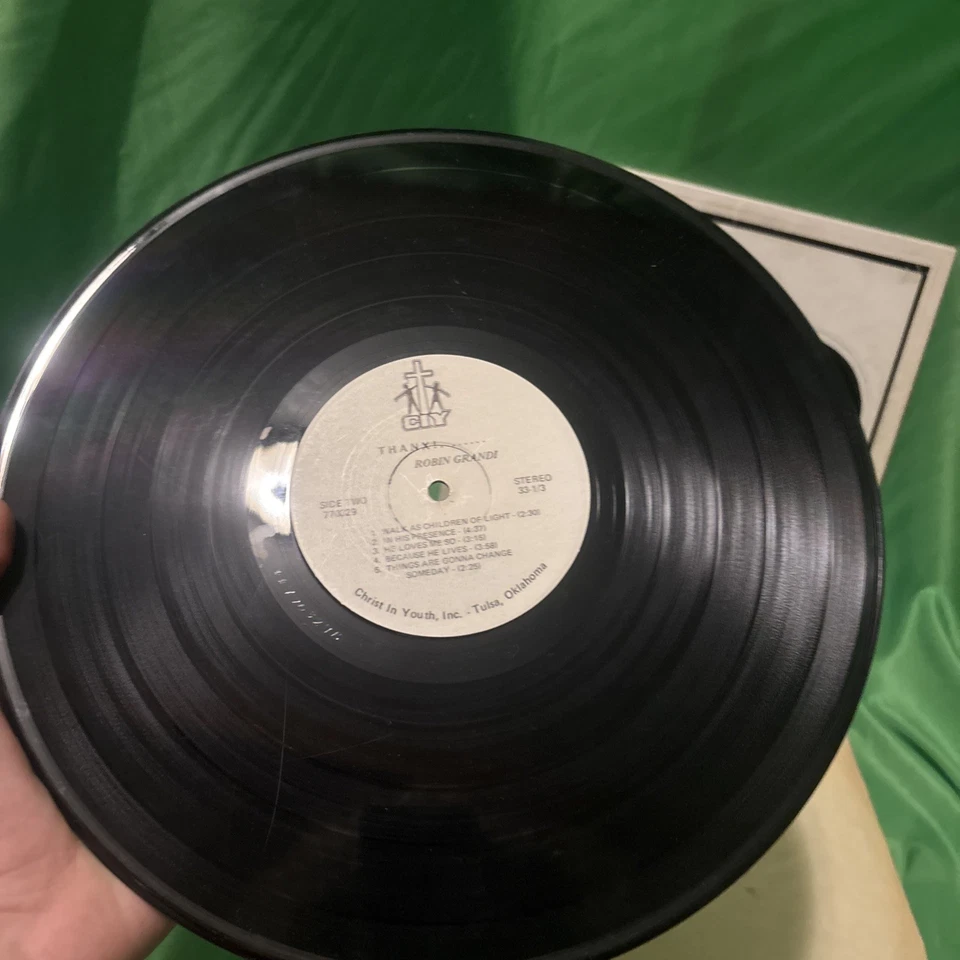 CIY
THANX!.......
ROBIN GRANDI
SIDE TWO
770329
STEREO
33-1/3
1. WALK AS CHILDREN OF LIGHT - (2:30)
2. IN HIS PRESENCE - (4:37)
3. HE LOVES ME SO - (3:15)
4. BECAUSE HE LIVES - (3:58)
5. THINGS ARE GONNA CHANGE
SOMEDAY - (2:25)
Christ In Youth, Inc. - Tulsa, Oklahoma